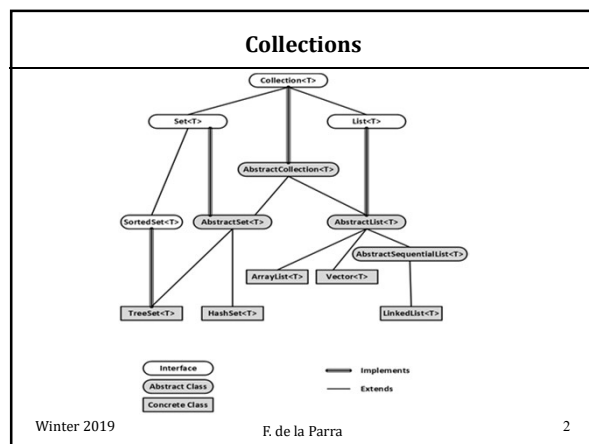 Collections
Collection<T>
Set<T>
List<T>
AbstractCollection<T>
SortedSet<T>
AbstractSet<T>
AbstractList<T>
AbstractSequentialList<T>
ArrayList<T>
Vector<T>
TreeSet<T>
HashSet<T>
LinkedList<T>
Interface
Implements
Abstract Class
Extends
Concrete Class
Winter 2019
F. de la Parra
2